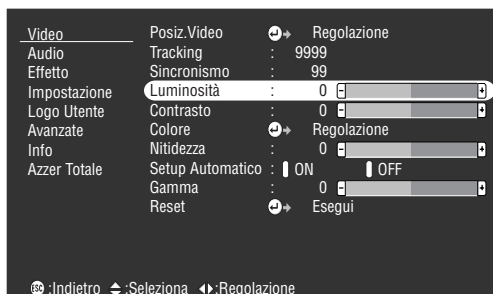 Video
Audio
Effetto
Impostazione
Logo Utente
Avanzate
Info
Azzer Totale
Posiz.Video Regolazione
Tracking : 9999
Sincronismo : 99
Luminosità : 0 - +
Contrasto : 0 - +
Colore Regolazione
Nitidezza : 0 - +
Setup Automatico : ON OFF
Gamma : 0 - +
Reset Esegui
ESC :Indietro :Seleziona :Regolazione